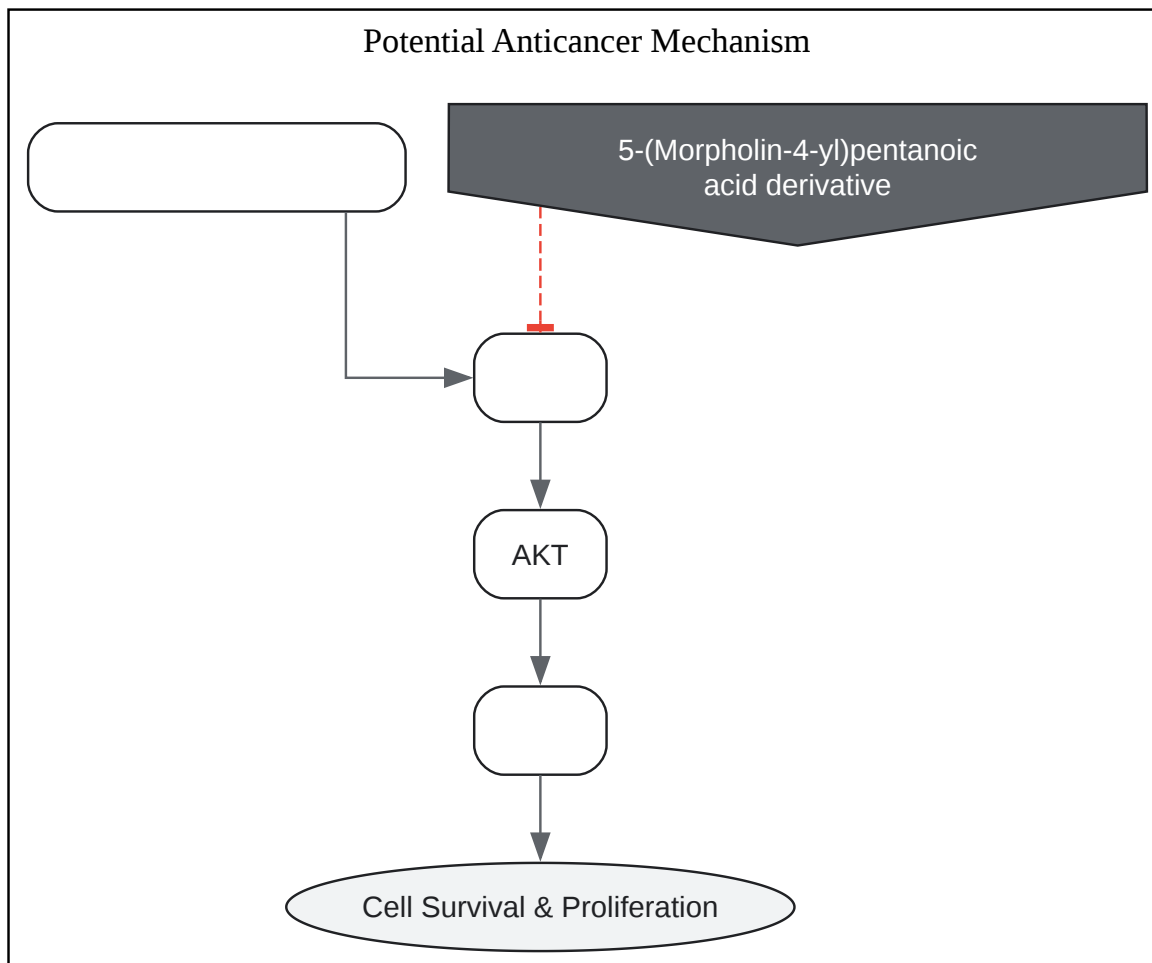 Potential Anticancer Mechanism
5-(Morpholin-4-yl)pentanoic
acid derivative
AKT
Cell Survival & Proliferation